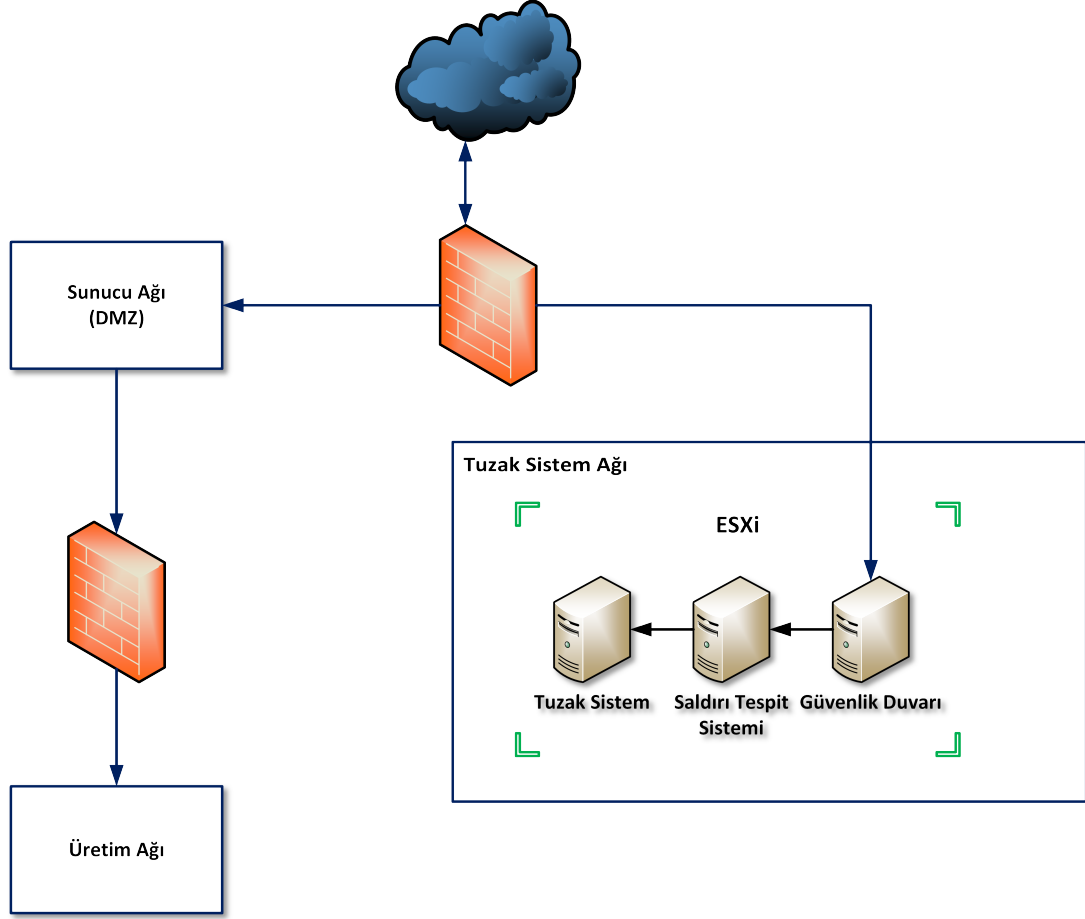 Sunucu Ağı
(DMZ)
Tuzak Sistem Ağı
ESXi
Tuzak Sistem
Saldırı Tespit
Sistemi
Güvenlik Duvarı
Üretim Ağı